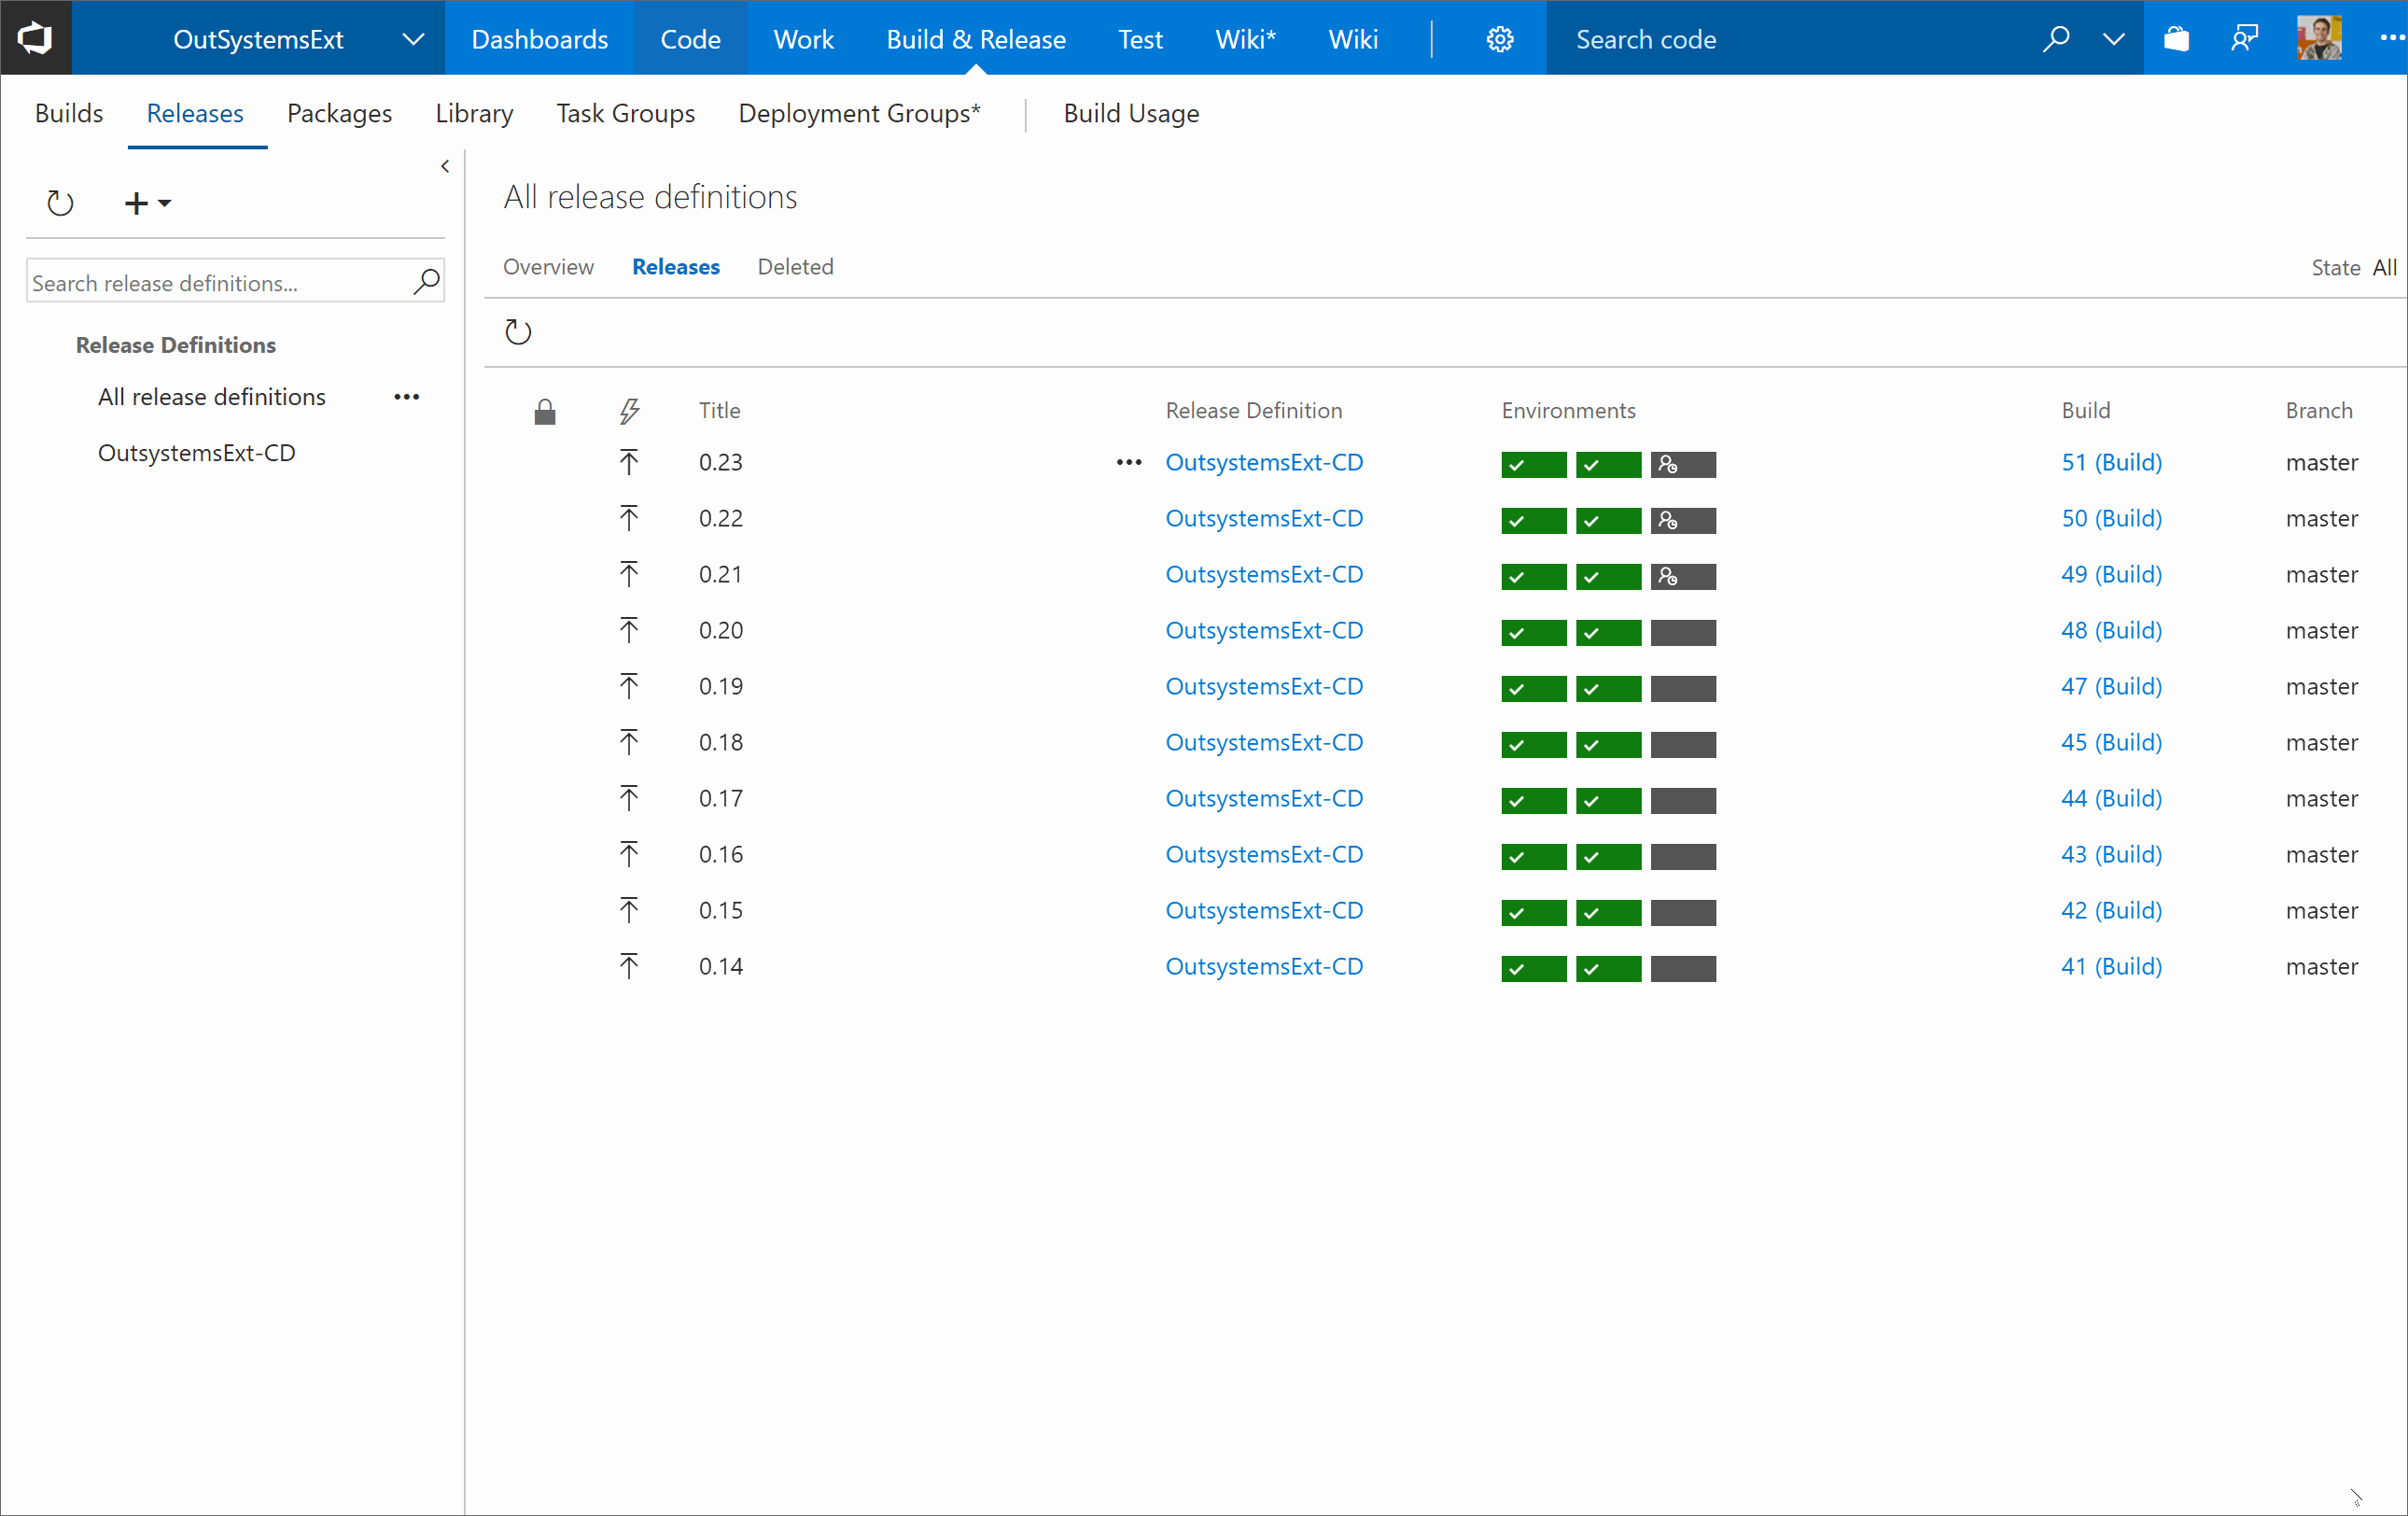 OutSystemsExt Dashboards Code Work Build & Release Test Wiki* Wiki Search code
Builds Releases Packages Library Task Groups Deployment Groups* Build Usage
All release definitions
Overview Releases Deleted State All
Search release definitions...
Release Definitions
All release definitions
OutsystemsExt-CD
Title Release Definition Environments Build Branch
0.23 OutsystemsExt-CD 51 (Build) master
0.22 OutsystemsExt-CD 50 (Build) master
0.21 OutsystemsExt-CD 49 (Build) master
0.20 OutsystemsExt-CD 48 (Build) master
0.19 OutsystemsExt-CD 47 (Build) master
0.18 OutsystemsExt-CD 45 (Build) master
0.17 OutsystemsExt-CD 44 (Build) master
0.16 OutsystemsExt-CD 43 (Build) master
0.15 OutsystemsExt-CD 42 (Build) master
0.14 OutsystemsExt-CD 41 (Build) master